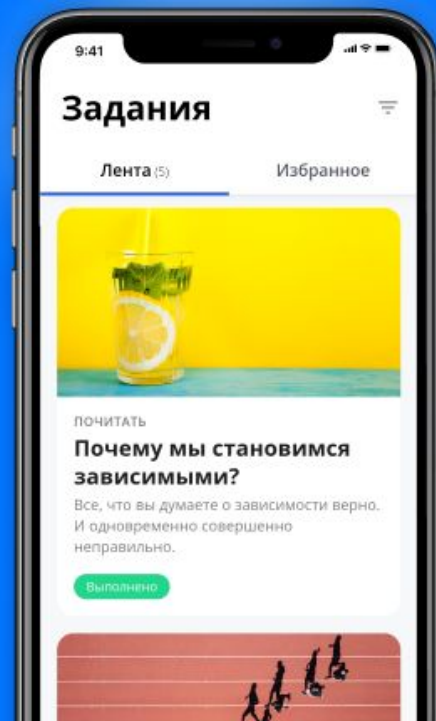 9:41
Задания
Лента (5) Избранное
ПОЧИТАТЬ
Почему мы становимся
зависимыми?
Все, что вы думаете о зависимости верно.
И одновременно совершенно
неправильно.
Выполнено